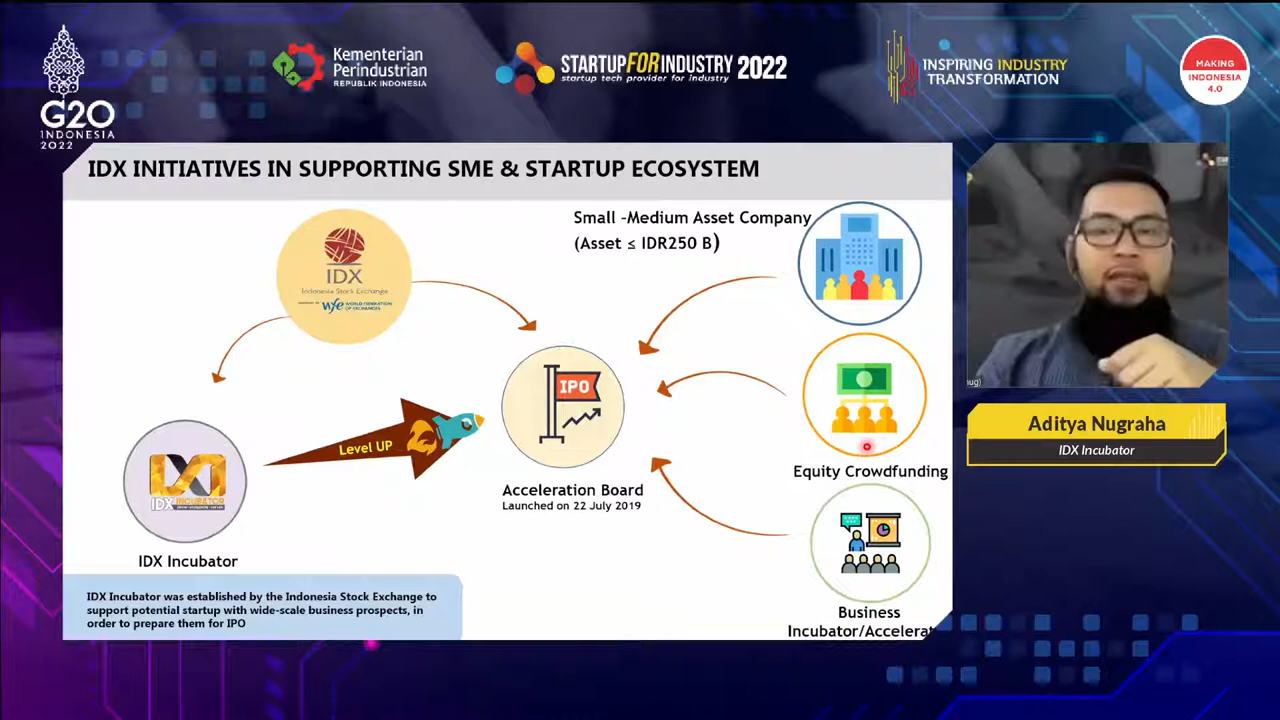 G20
INDONESIA
2022
Kementerian
Perindustrian
REPUBLIK INDONESIA
STARTUPFORINDUSTRY 2022
startup tech provider for industry
INSPIRING INDUSTRY
TRANSFORMATION
MAKING
INDONESIA
4.0
IDX INITIATIVES IN SUPPORTING SME & STARTUP ECOSYSTEM
Small -Medium Asset Company
(Asset ≤ IDR250 B)
IDX
Indonesia Stock Exchange
wfe WORLD FEDERATION
OF EXCHANGES
IPO
Level UP
Equity Crowdfunding
Acceleration Board
Launched on 22 July 2019
IDX INCUBATOR
IDX Incubator
Business
Incubator/Accelerat
IDX Incubator was established by the Indonesia Stock Exchange to
support potential startup with wide-scale business prospects, in
order to prepare them for IPO
Aditya Nugraha
IDX Incubator